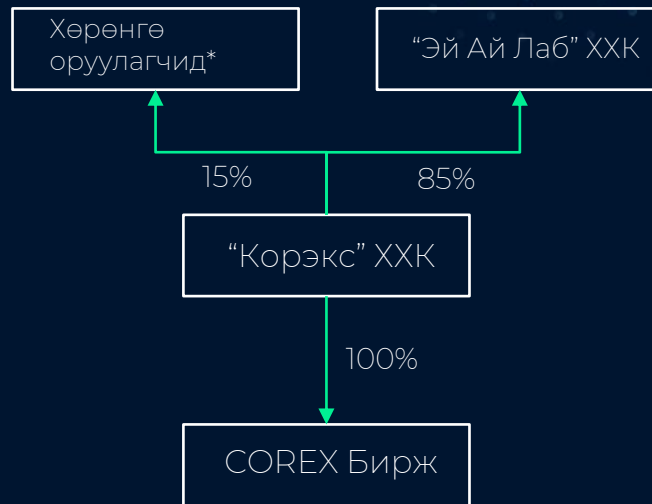 Хөрөнгө
оруулагчид*
“Эй Ай Лаб” ХХК
15%
85%
“Корэкс” ХХК
100%
COREX Бирж